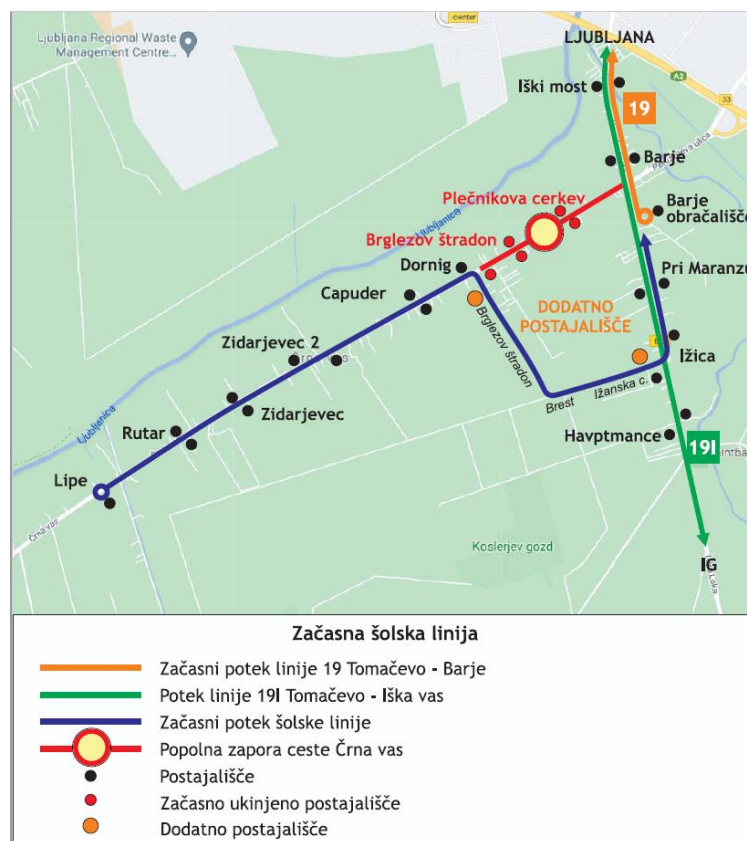 -center
Ljubljana Regional Waste
Management Centre...
LJUBLJANA
A2
Iški most
19
33
Barje
Plečnikova cerkev
Ljubljanica
Barje
obračališče
Brglezov štradon
Dornig
Pri Maranzu
Capuder
DODATNO
POSTAJALIŠČE
Brglezov štradon
Zidarjevec 2
Ižica
Ižanska c.
Brest
Zidarjevec
Ljubljanica
Rutar
Havptmance
19I
Lipe
Črna vas
Koslerjev gozd
IG
Začasna šolska linija
Začasni potek linije 19 Tomačevo - Barje
Potek linije 19I Tomačevo - Iška vas
Začasni potek šolske linije
Popolna zapora ceste Črna vas
Postajališče
Začasno ukinjeno postajališče
Dodatno postajališče